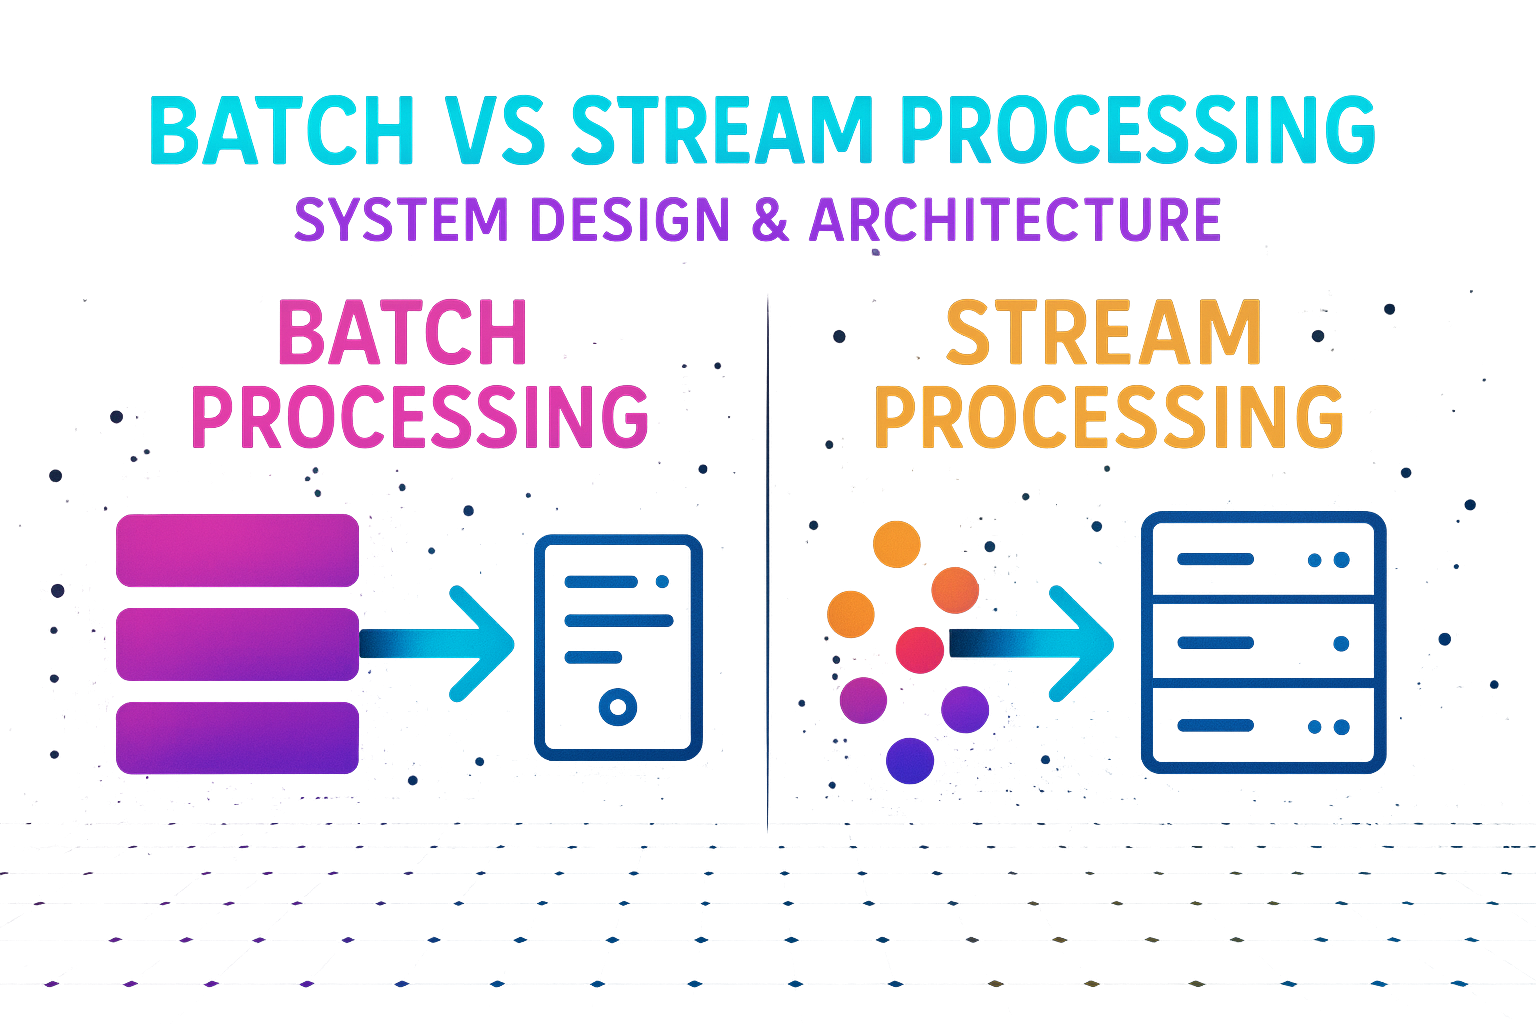 BATCH VS STREAM PROCESSING
SYSTEM DESIGN & ARCHITECTURE
BATCH
PROCESSING
STREAM
PROCESSING